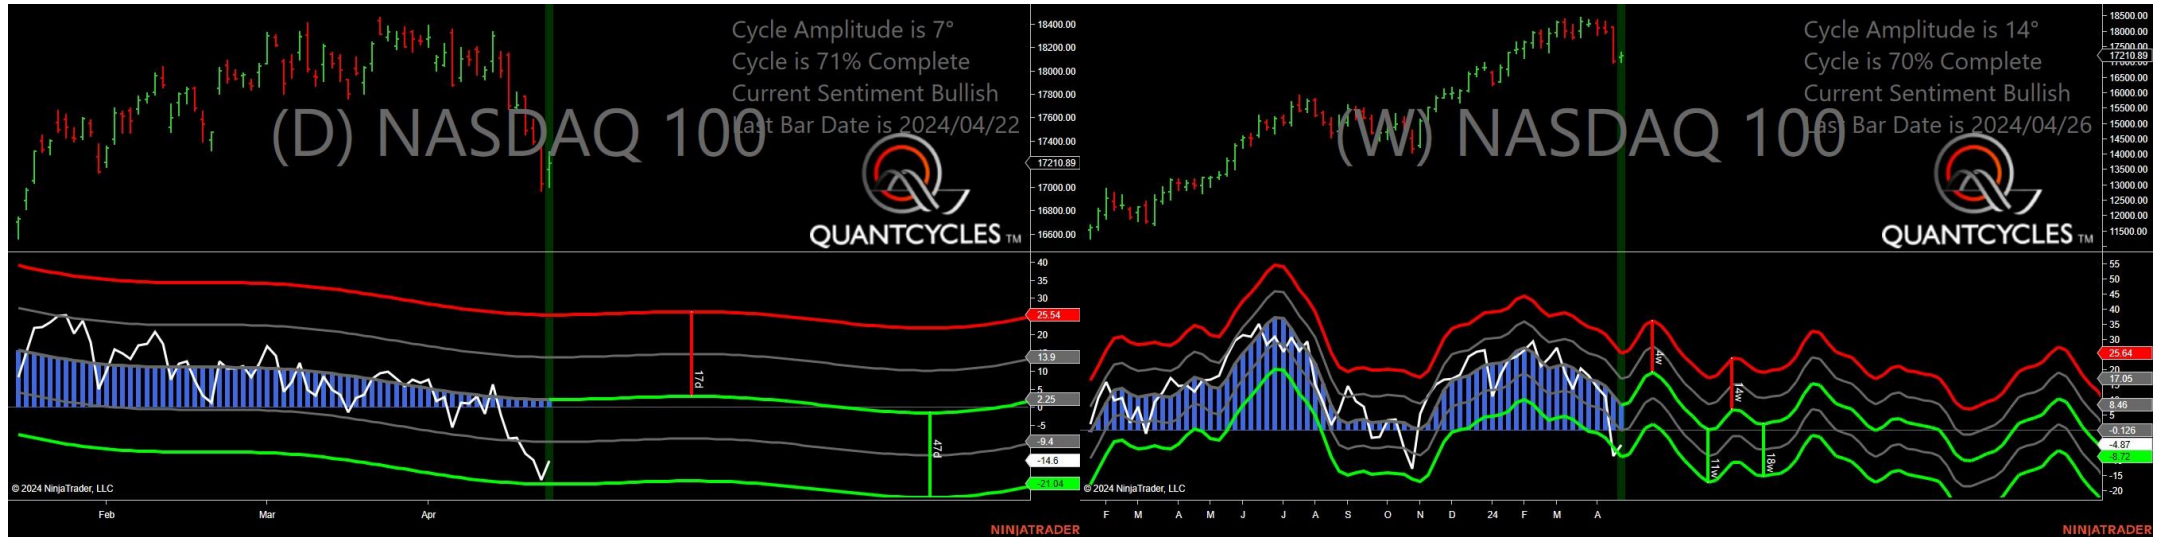 Cycle Amplitude is 7°
Cycle is 71% Complete
Current Sentiment Bullish
Last Bar Date is 2024/04/22
(D) NASDAQ 100
QUANTCYCLES TM
18400.00
18200.00
18000.00
17800.00
17600.00
17400.00
17210.89
17000.00
16800.00
16600.00
40
35
30
25.54
20
13.9
10
5
2.25
0
-5
-9.4
-14.6
-21.04
17d
47d
© 2024 NinjaTrader, LLC
Feb Mar Apr
NINJATRADER
Cycle Amplitude is 14°
Cycle is 70% Complete
Current Sentiment Bullish
Last Bar Date is 2024/04/26
(W) NASDAQ 100
QUANTCYCLES TM
18500.00
18000.00
17500.00
17210.89
16500.00
16000.00
15500.00
15000.00
14500.00
14000.00
13500.00
13000.00
12500.00
12000.00
11500.00
55
50
45
40
35
30
25.64
20
17.05
8.46
5
-0.126
-4.87
-8.72
-15
-20
4w
14w
11w
18w
© 2024 NinjaTrader, LLC
F M A M J J A S O N D 24 F M A
NINJATRADER